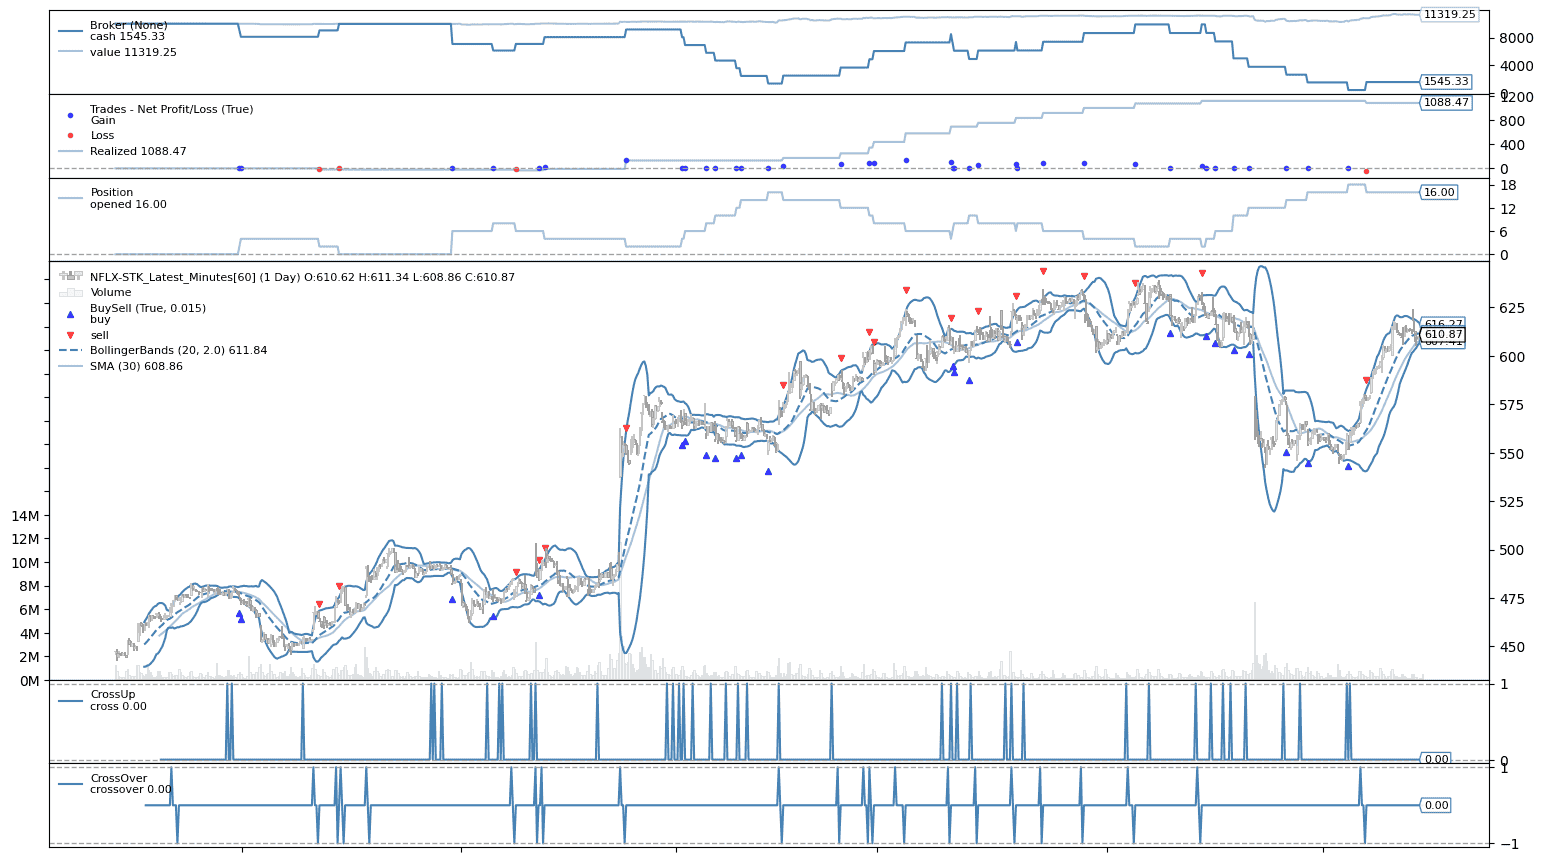 Broker (None)
cash 1545.33
value 11319.25
11319.25
8000
4000
1545.33
0
Trades - Net Profit/Loss (True)
Gain
Loss
Realized 1088.47
1200
1088.47
800
400
0
Position
opened 16.00
18
16.00
12
6
0
NFLX-STK_Latest_Minutes[60] (1 Day) O:610.62 H:611.34 L:608.86 C:610.87
Volume
BuySell (True, 0.015)
buy
sell
BollingerBands (20, 2.0) 611.84
SMA (30) 608.86
625
616.27
610.87
607.41
600
575
550
525
500
475
450
14M
12M
10M
8M
6M
4M
2M
0M
CrossUp
cross 0.00
1
0.00
0
CrossOver
crossover 0.00
1
0.00
−1